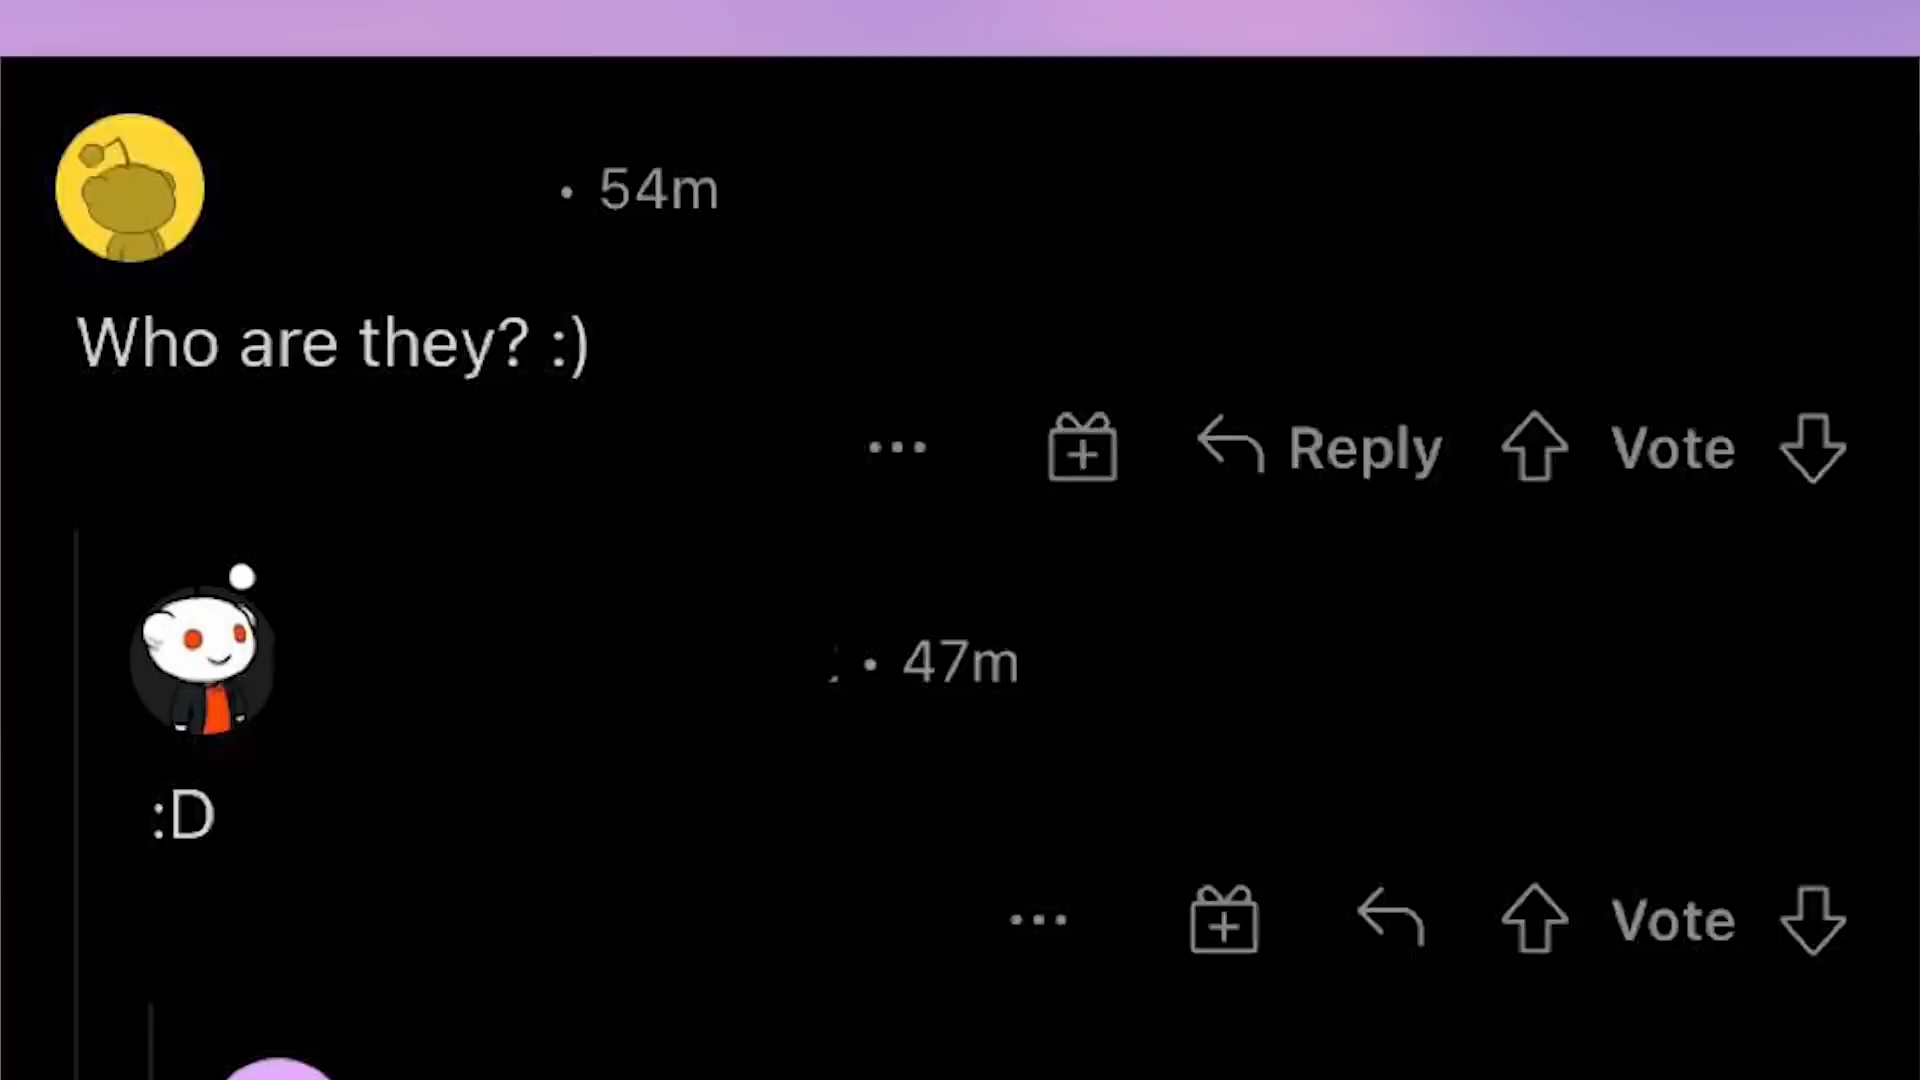 • 54m
Who are they? :)
Reply Vote
• 47m
:D
Vote